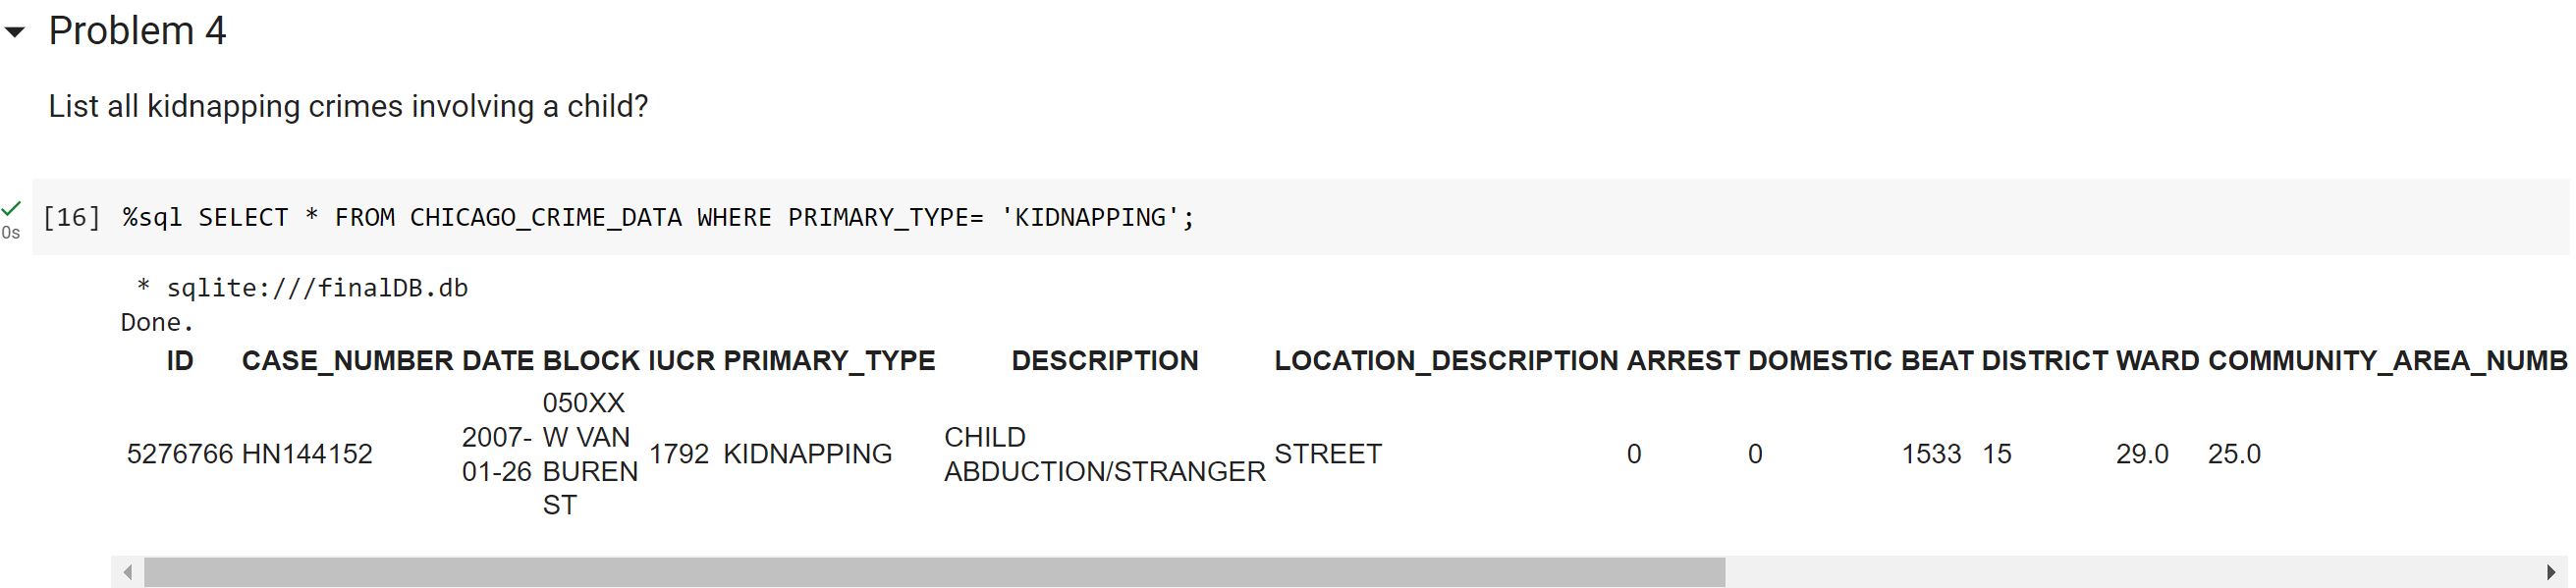 Problem 4
List all kidnapping crimes involving a child?
[16] %sql SELECT * FROM CHICAGO_CRIME_DATA WHERE PRIMARY_TYPE= 'KIDNAPPING';
0s
* sqlite:///finalDB.db
Done.
ID CASE_NUMBER DATE BLOCK IUCR PRIMARY_TYPE DESCRIPTION LOCATION_DESCRIPTION ARREST DOMESTIC BEAT DISTRICT WARD COMMUNITY_AREA_NUMB
5276766 HN144152 2007-01-26 050XX W VAN BUREN ST 1792 KIDNAPPING CHILD ABDUCTION/STRANGER STREET 0 0 1533 15 29.0 25.0